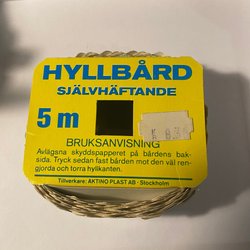 HYLLBÅRD
SJÄLVHÄFTANDE
5 m
BRUKSANVISNING
Avlägsna skyddspapperet på bårdens bak-
sida. Tryck sedan fast bården mot den väl ren-
gjorda och torra hyllkanten.
Tillverkare: AKTINO PLAST AB · Stockholm